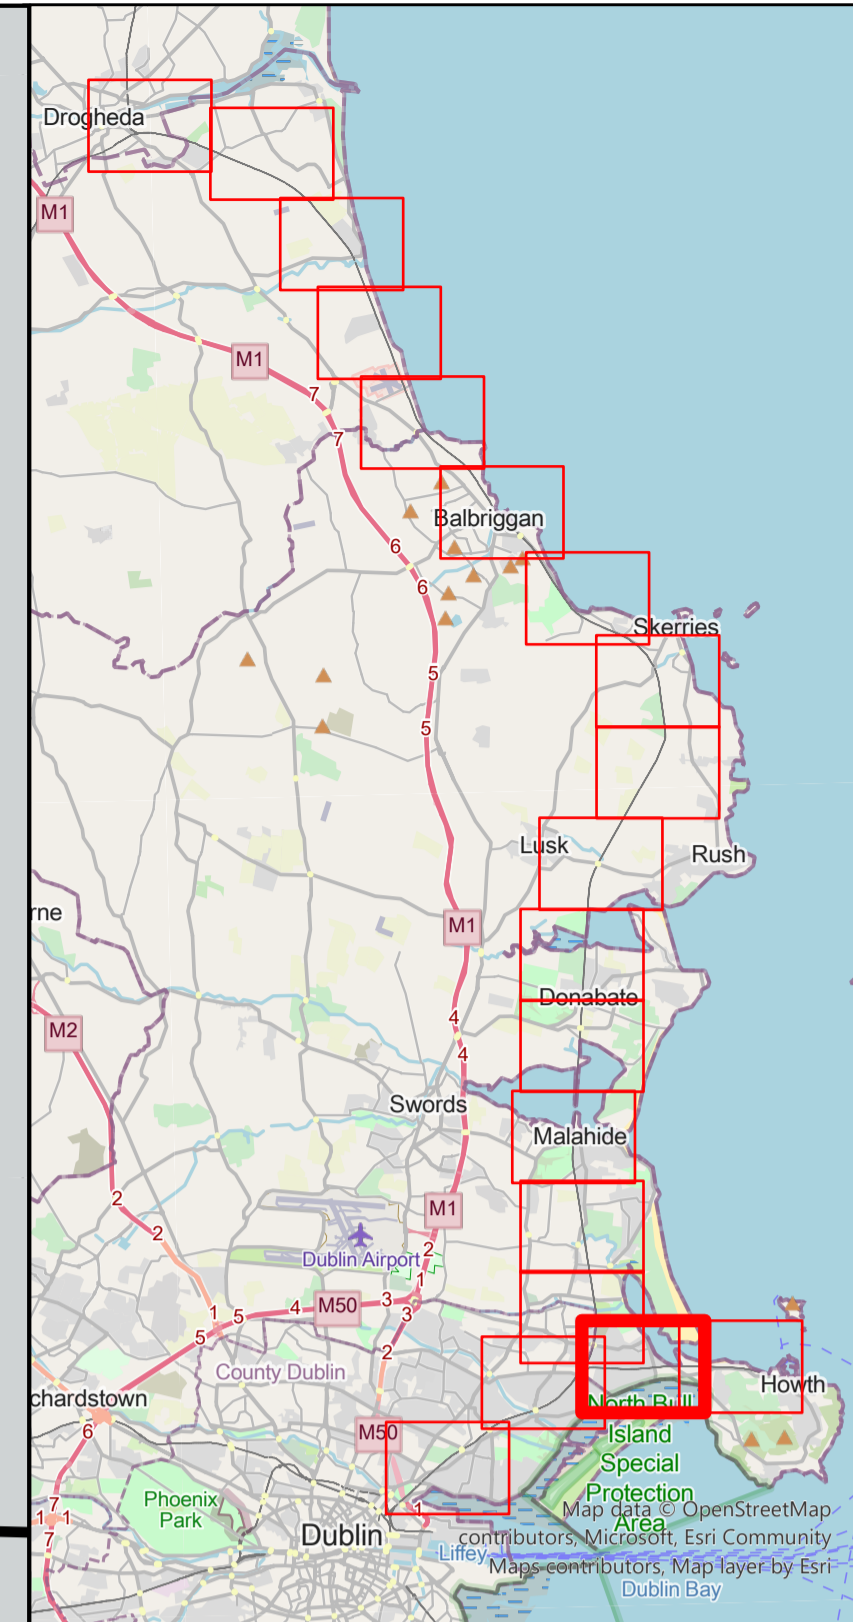 Drogheda
M1
M1
7
7
Balbriggan
6
6
Skerries
5
5
Lusk
Rush
rne
M1
Donabate
M2
4
4
Swords
Malahide
2
M1
2
2
Dublin Airport
1
M50
4
3
3
1
5
5
2
County Dublin
chardstown
Howth
North Bull
Island
Special
Protection
Area
6
M50
7
1
1
7
Phoenix
Park
1
Dublin
Liffey
Map data © OpenStreetMap
contributors, Microsoft, Esri Community
Maps contributors, Map layer by Esri
Dublin Bay